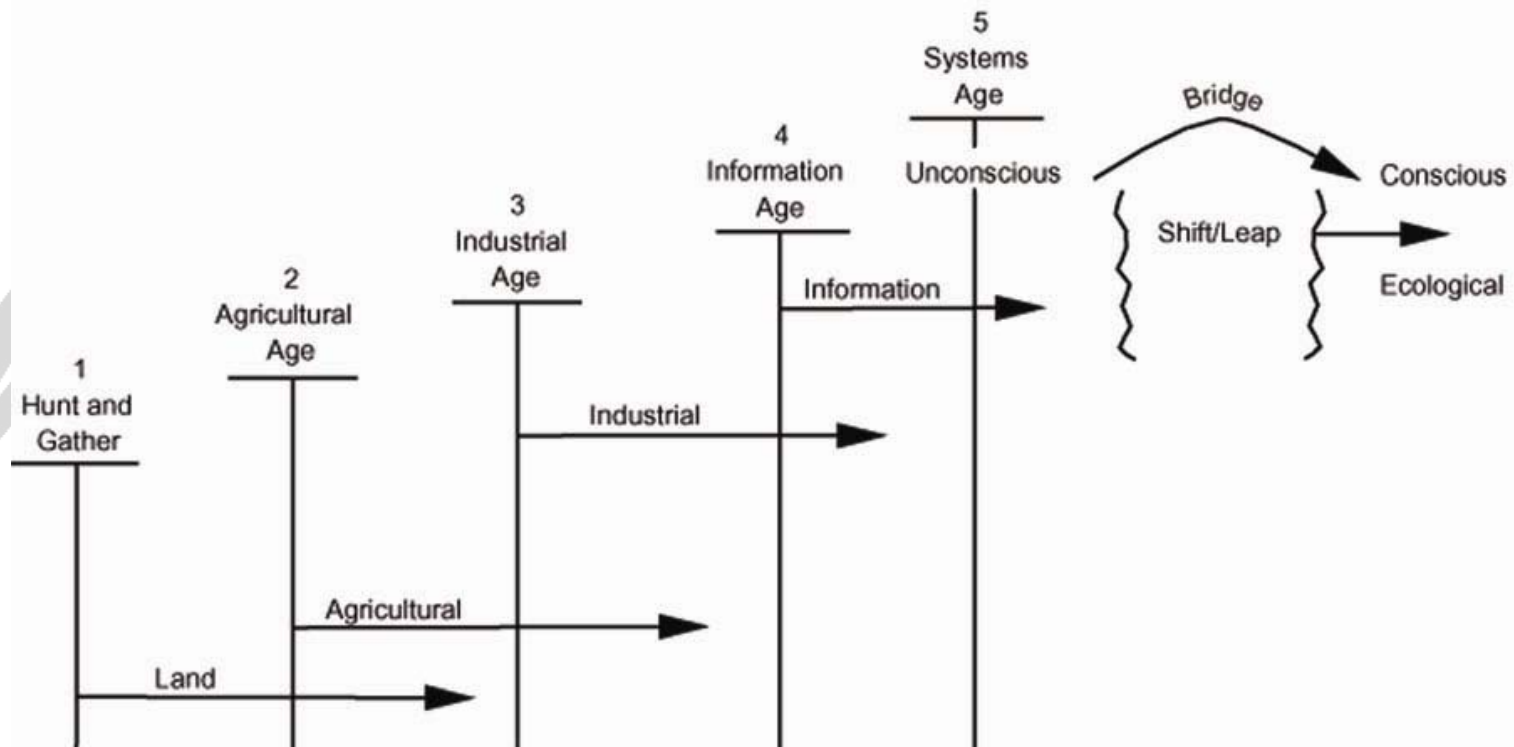 1
Hunt and
Gather
2
Agricultural
Age
3
Industrial
Age
4
Information
Age
5
Systems
Age
Unconscious
Bridge
Conscious
Shift/Leap
Ecological
Information
Industrial
Agricultural
Land